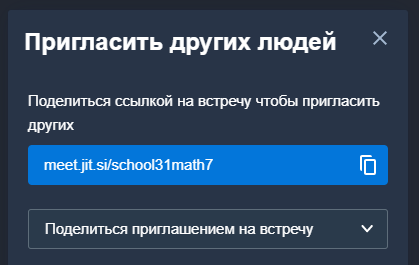 Пригласить других людей
Поделиться ссылкой на встречу чтобы пригласить
других
meet.jit.si/school31math7
Поделиться приглашением на встречу